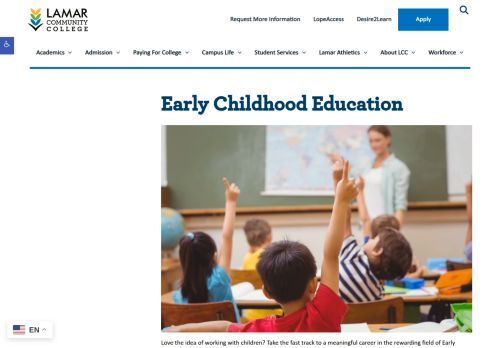 LAMAR
COMMUNITY
COLLEGE
Request More Information LopeAccess Desire2Learn Apply
Academics Admission Paying For College Campus Life Student Services Lamar Athletics About LCC Workforce
Early Childhood Education
EN
Love the idea of working with children? Take the fast track to a meaningful career in the rewarding field of Early